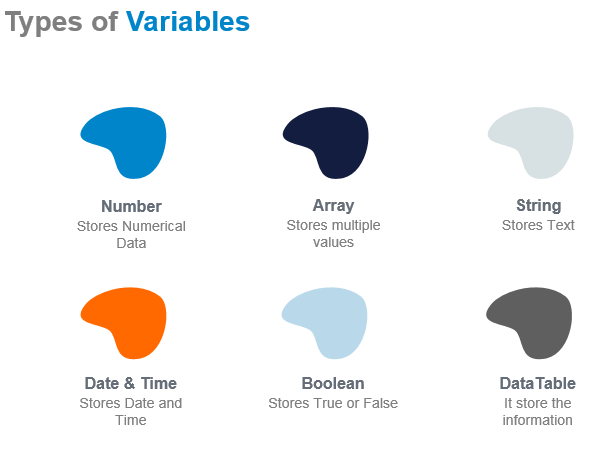 Types of Variables
Number
Stores Numerical
Data
Array
Stores multiple
values
String
Stores Text
Date & Time
Stores Date and
Time
Boolean
Stores True or False
DataTable
It store the
information